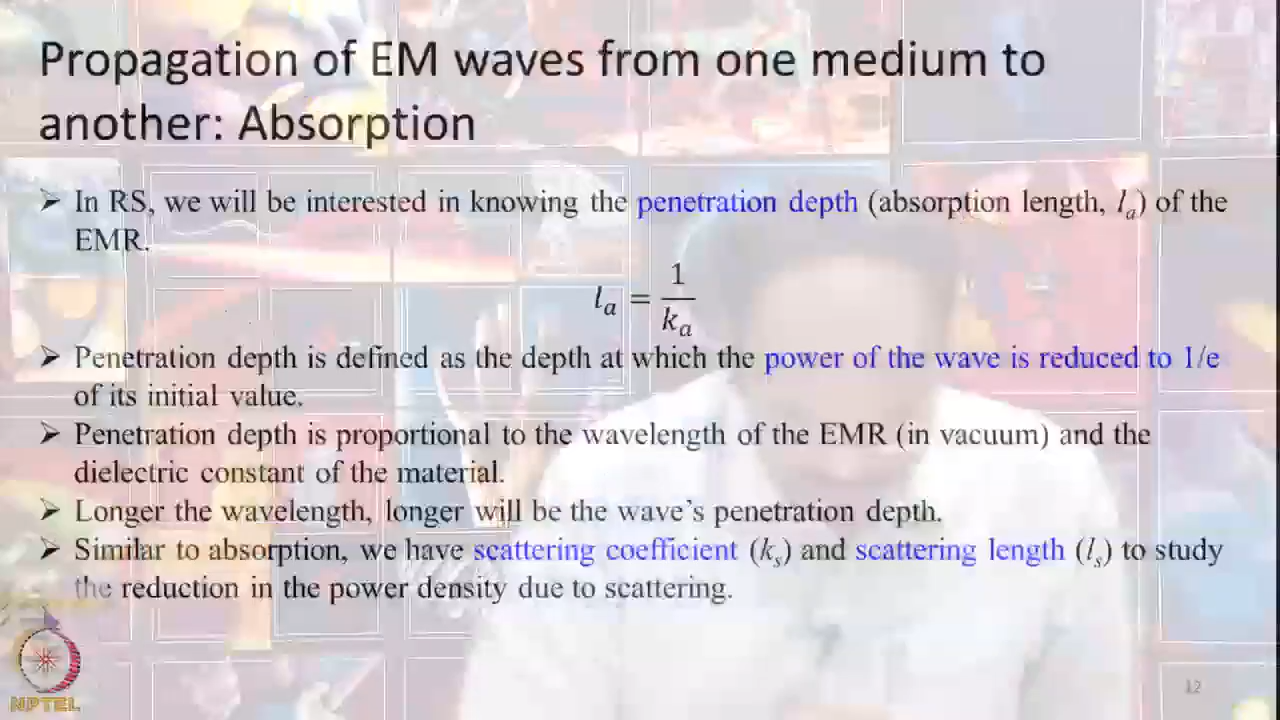 Propagation of EM waves from one medium to
another: Absorption
➢ In RS, we will be interested in knowing the penetration depth (absorption length, lₐ) of the
EMR.
lₐ = 1/kₐ
➢ Penetration depth is defined as the depth at which the power of the wave is reduced to 1/e
of its initial value.
➢ Penetration depth is proportional to the wavelength of the EMR (in vacuum) and the
dielectric constant of the material.
➢ Longer the wavelength, longer will be the wave's penetration depth.
➢ Similar to absorption, we have scattering coefficient (kₛ) and scattering length (lₛ) to study
the reduction in the power density due to scattering.
NPTEL
12